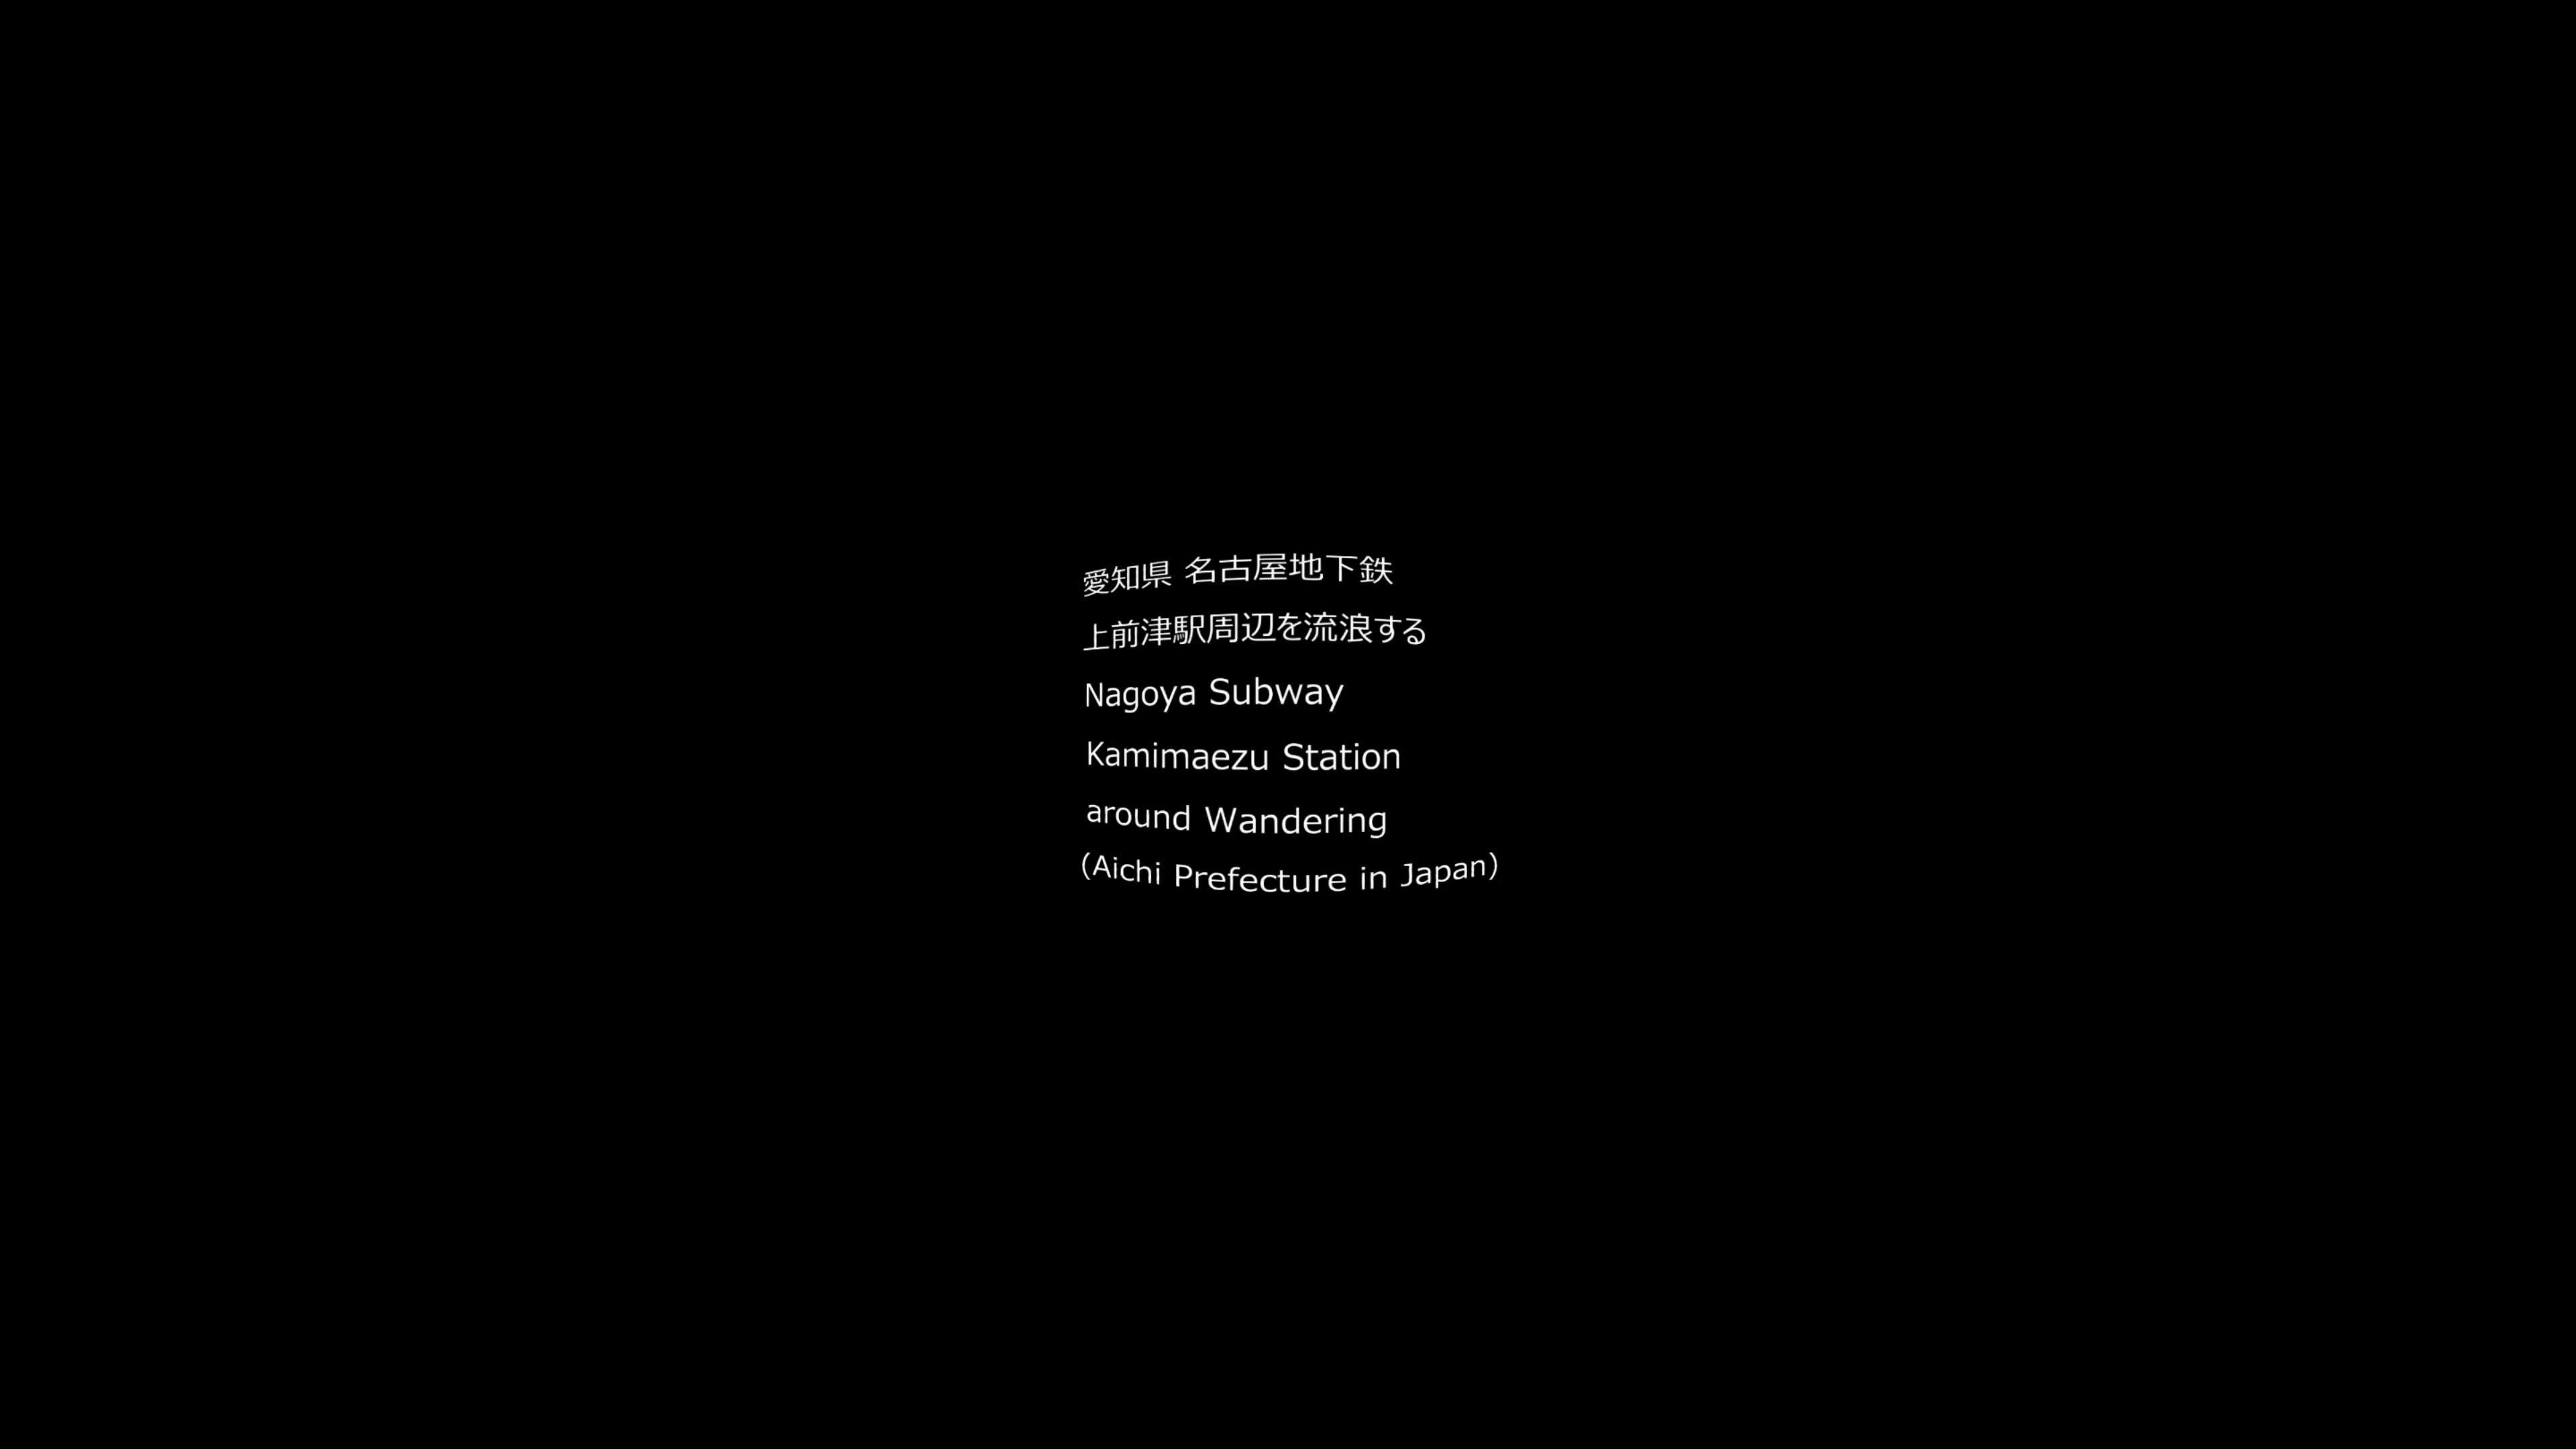 愛知県 名古屋地下鉄
上前津駅周辺を流浪する
Nagoya Subway
Kamimaezu Station
around Wandering
(Aichi Prefecture in Japan)